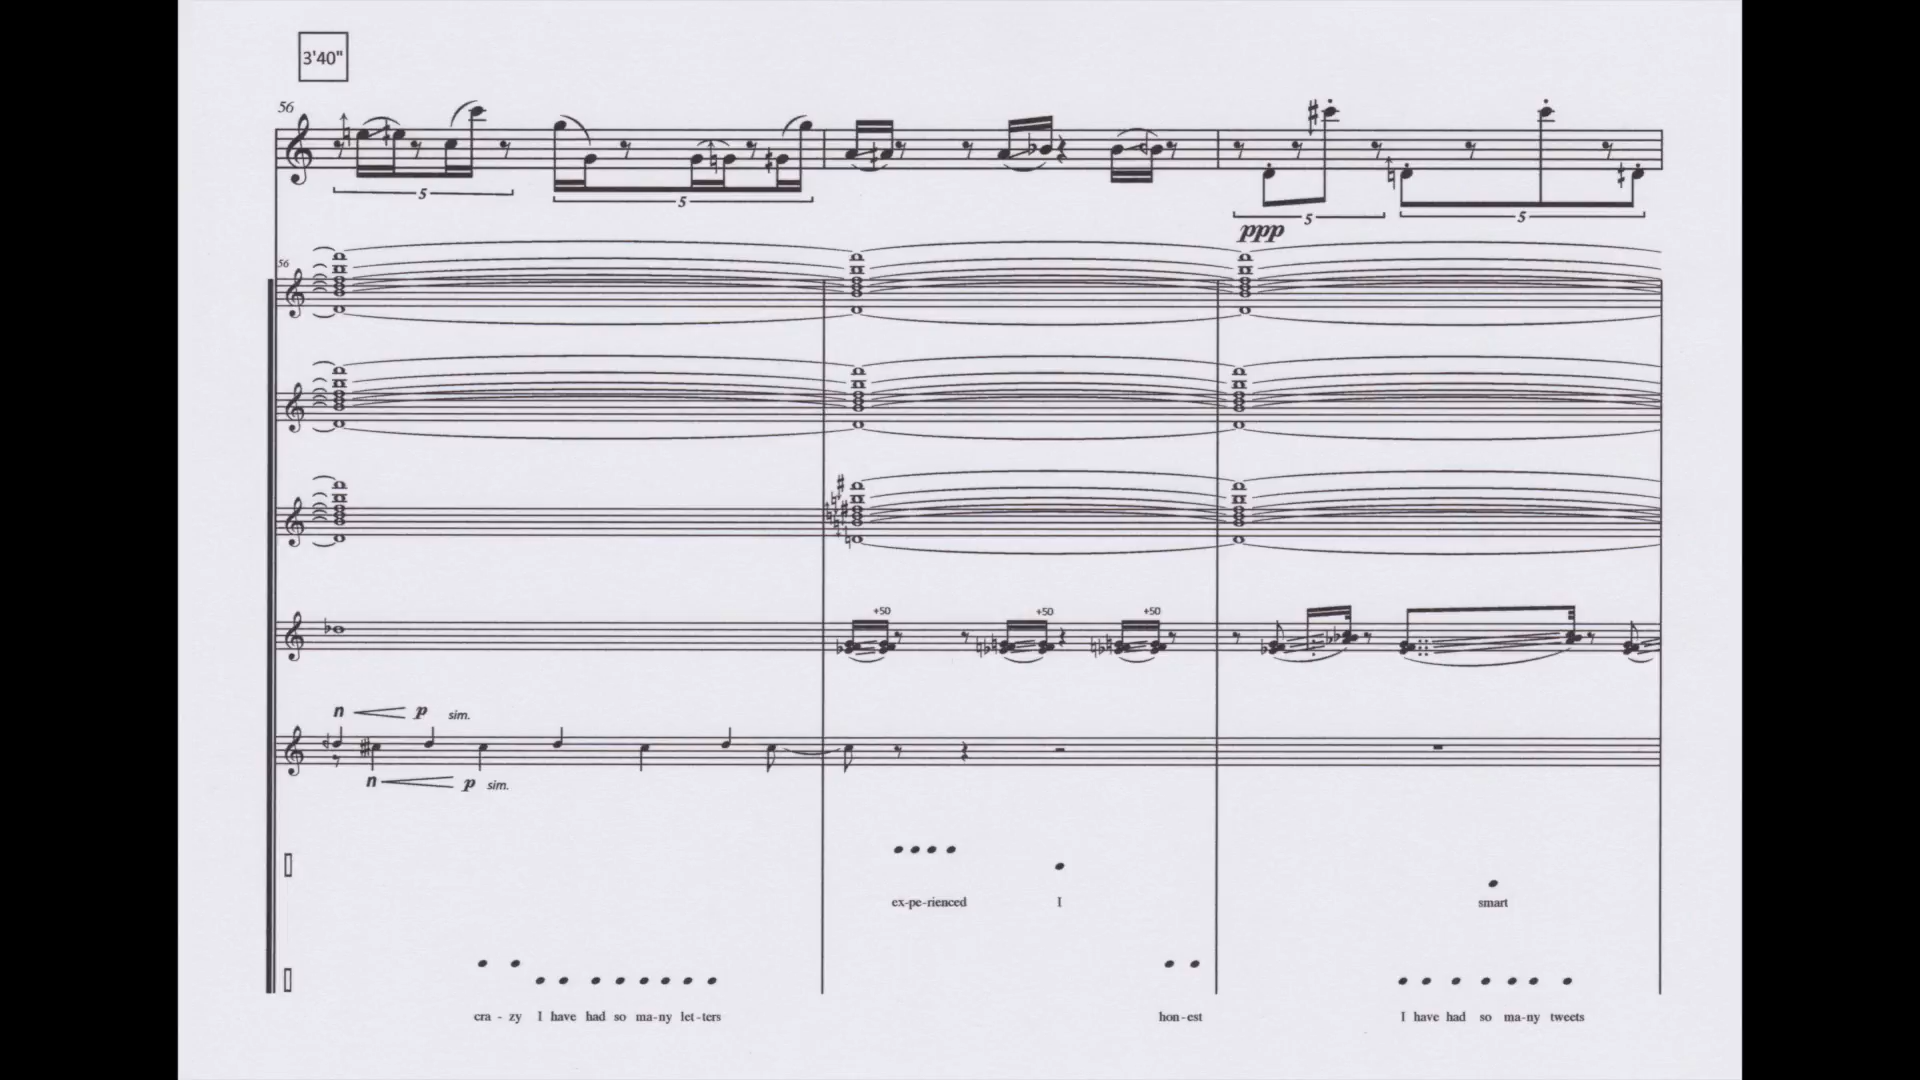 3'40"
56
5
5
5
5
ppp
56
+50
+50
+50
n
p
sim.
n
p
sim.
ex-pe-rienced
I
smart
cra - zy I have had so ma-ny let-ters
hon-est
I have had so ma-ny tweets